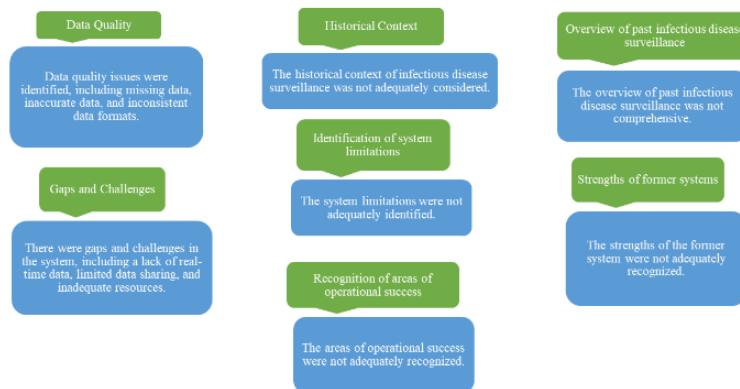 Data Quality
Data quality issues were
identified, including missing data,
inaccurate data, and inconsistent
data formats.
Gaps and Challenges
There were gaps and challenges in
the system, including a lack of real-
time data, limited data sharing, and
inadequate resources.
Historical Context
The historical context of infectious disease
surveillance was not adequately considered.
Identification of system
limitations
The system limitations were not
adequately identified.
Recognition of areas of
operational success
The areas of operational success
were not adequately recognized.
Overview of past infectious disease
surveillance
The overview of past infectious
disease surveillance was not
comprehensive.
Strengths of former systems
The strengths of the former
system were not adequately
recognized.